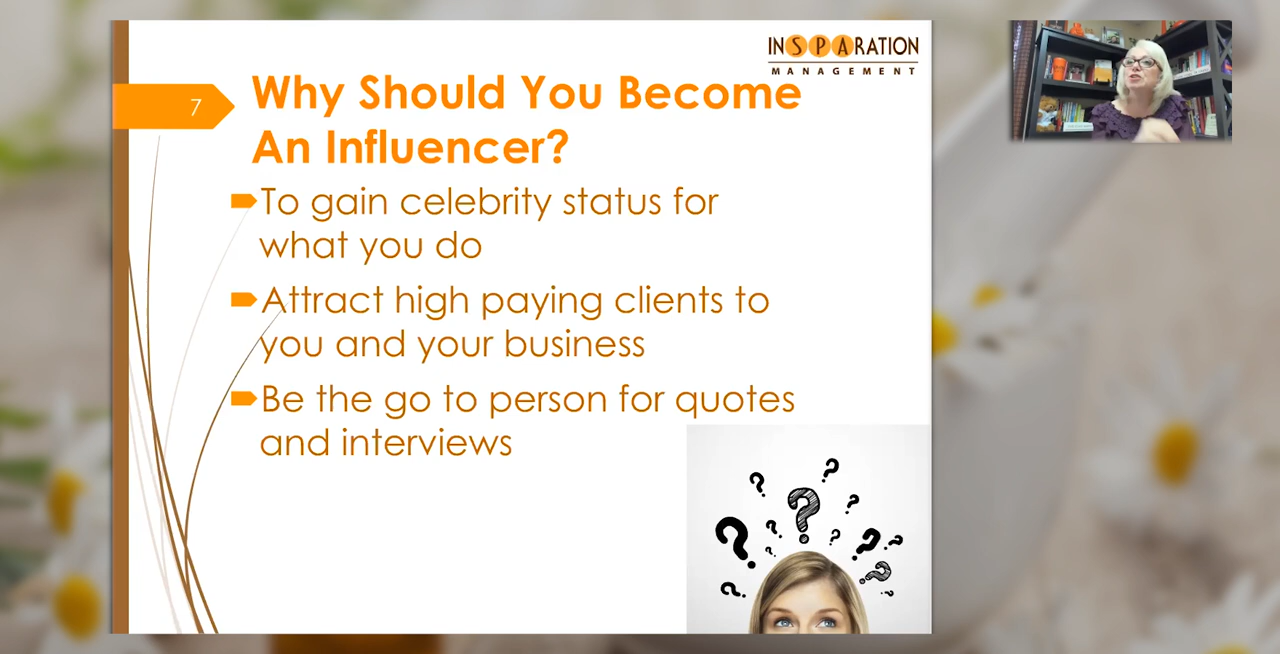 INSPARATION
MANAGEMENT
7
Why Should You Become
An Influencer?
To gain celebrity status for
what you do
Attract high paying clients to
you and your business
Be the go to person for quotes
and interviews